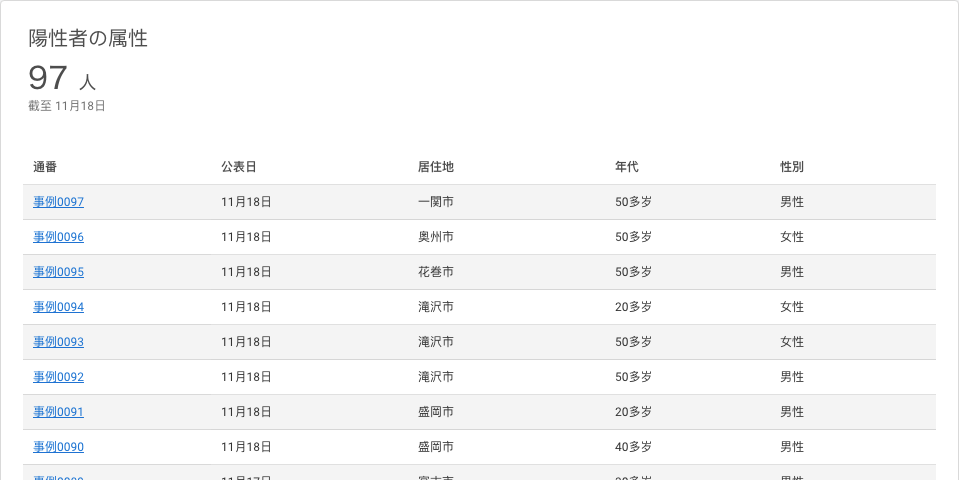 陽性者の属性
97 人
截至 11月18日
通番 公表日 居住地 年代 性別
事例0097 11月18日 一関市 50多岁 男性
事例0096 11月18日 奥州市 50多岁 女性
事例0095 11月18日 花巻市 50多岁 男性
事例0094 11月18日 滝沢市 20多岁 女性
事例0093 11月18日 滝沢市 50多岁 女性
事例0092 11月18日 滝沢市 50多岁 男性
事例0091 11月18日 盛岡市 20多岁 男性
事例0090 11月18日 盛岡市 40多岁 男性